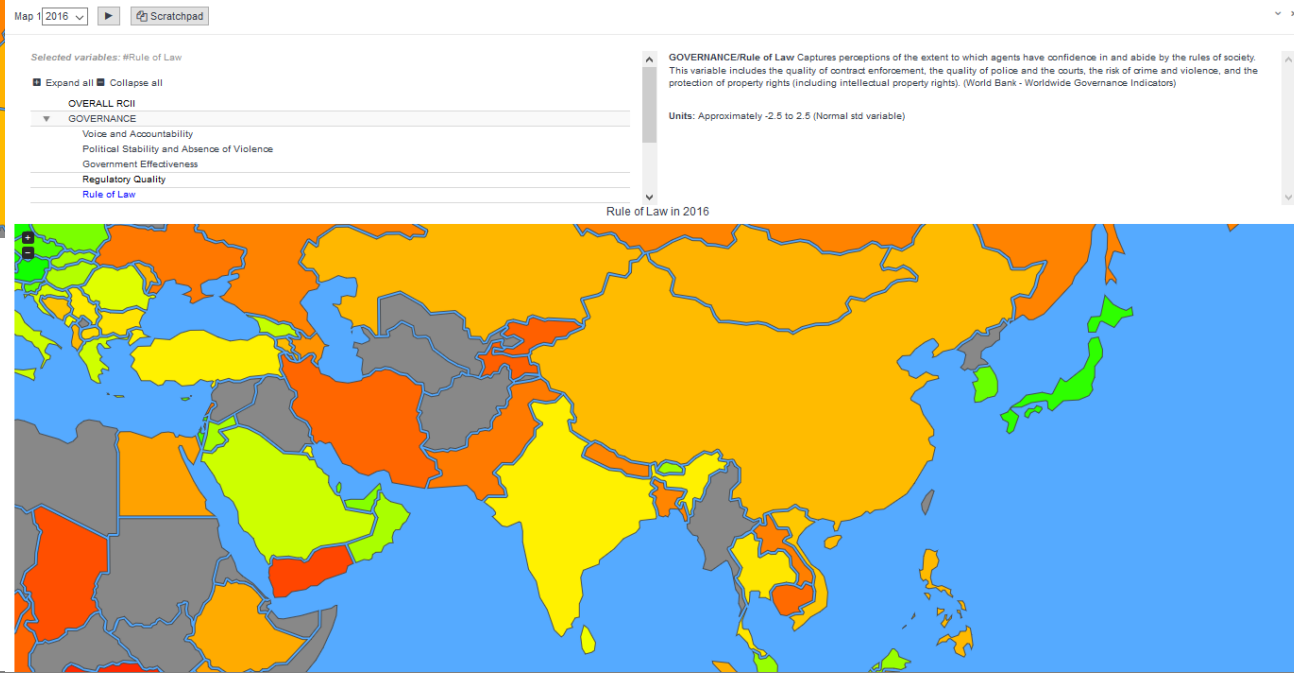 Map 1 2016 Scratchpad
Selected variables: #Rule of Law
Expand all Collapse all
OVERALL RCII
GOVERNANCE
Voice and Accountability
Political Stability and Absence of Violence
Government Effectiveness
Regulatory Quality
Rule of Law
GOVERNANCE/Rule of Law Captures perceptions of the extent to which agents have confidence in and abide by the rules of society.
This variable includes the quality of contract enforcement, the quality of police and the courts, the risk of crime and violence, and the
protection of property rights (including intellectual property rights). (World Bank - Worldwide Governance Indicators)
Units: Approximately -2.5 to 2.5 (Normal std variable)
Rule of Law in 2016
+
-